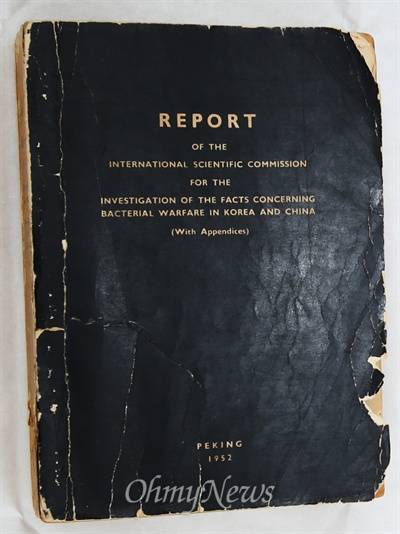 REPORT
OF THE
INTERNATIONAL SCIENTIFIC COMMISSION
FOR THE
INVESTIGATION OF THE FACTS CONCERNING
BACTERIAL WARFARE IN KOREA AND CHINA
(With Appendices)
PEKING
1952
OhmyNews